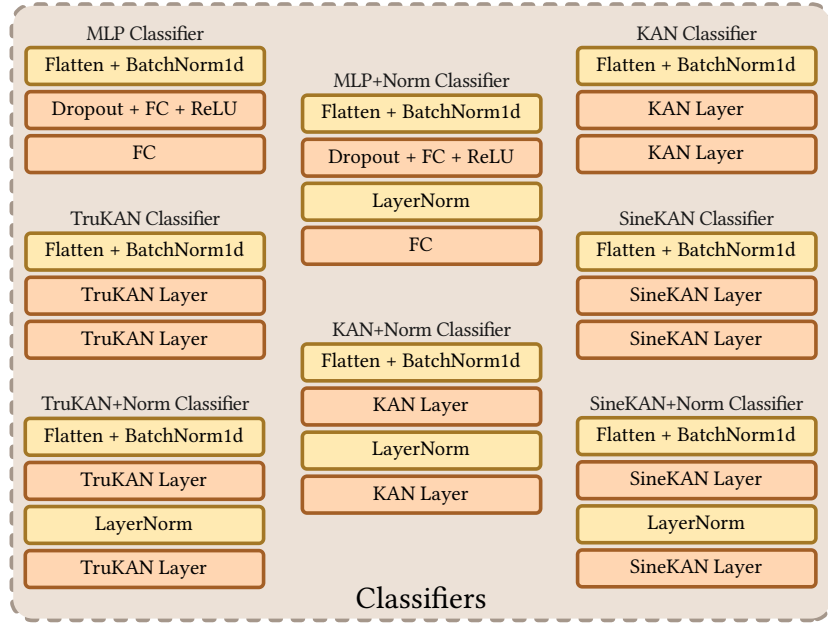 MLP Classifier
Flatten + BatchNorm1d
Dropout + FC + ReLU
FC
TruKAN Classifier
Flatten + BatchNorm1d
TruKAN Layer
TruKAN Layer
TruKAN+Norm Classifier
Flatten + BatchNorm1d
TruKAN Layer
LayerNorm
TruKAN Layer
MLP+Norm Classifier
Flatten + BatchNorm1d
Dropout + FC + ReLU
LayerNorm
FC
KAN+Norm Classifier
Flatten + BatchNorm1d
KAN Layer
LayerNorm
KAN Layer
KAN Classifier
Flatten + BatchNorm1d
KAN Layer
KAN Layer
SineKAN Classifier
Flatten + BatchNorm1d
SineKAN Layer
SineKAN Layer
SineKAN+Norm Classifier
Flatten + BatchNorm1d
SineKAN Layer
LayerNorm
SineKAN Layer
Classifiers